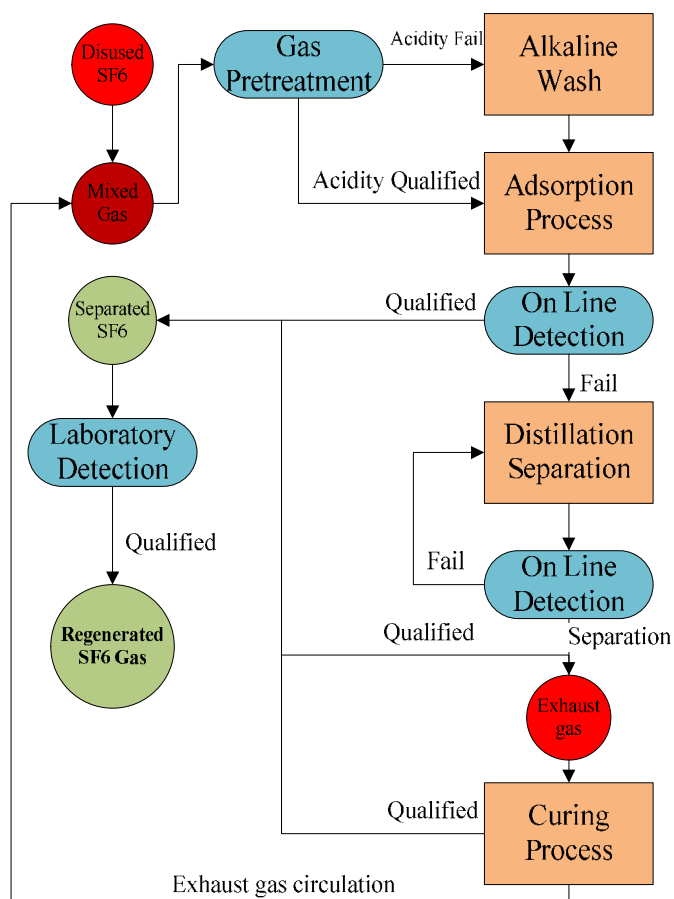 Disused
SF6
Gas
Pretreatment
Acidity Fail
Alkaline
Wash
Mixed
Gas
Acidity Qualified
Adsorption
Process
Separated
SF6
Qualified
On Line
Detection
Fail
Laboratory
Detection
Distillation
Separation
Qualified
Fail
On Line
Detection
Regenerated
SF6 Gas
Qualified
Separation
Exhaust
gas
Qualified
Curing
Process
Exhaust gas circulation